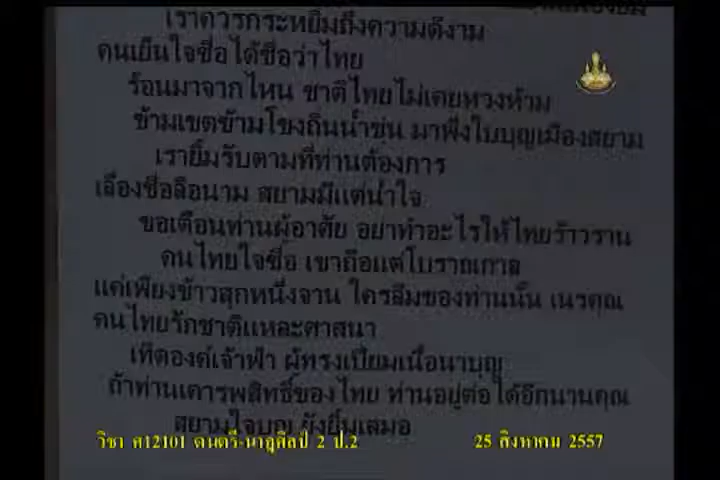 เราควรกระหยิ่มถึงความดีงาม
คนเย็นใจซื่อได้ชื่อว่าไทย
ร้อนมาจากไหน ชาติไทยไม่เคยหวงห้าม
ข้ามเขตข้ามโขงถิ่นน้ำขุ่น มาพึ่งใบบุญเมืองสยาม
เรายิ้มรับตามที่ท่านต้องการ
เลื่องชื่อลือนาม สยามมีแต่น้ำใจ
ขอเตือนท่านผู้อาศัย อย่าทำอะไรให้ไทยร้าวราน
คนไทยใจซื่อ เขาถือแต่โบราณกาล
แค่เพียงข้าวสุกหนึ่งจาน ใครลืมของท่านนั้น เนรคุณ
คนไทยรักชาติและศาสนา
เทิดองค์เจ้าฟ้า ผู้ทรงเปี่ยมเนื้อนาบุญ
ถ้าท่านเคารพสิทธิ์ของไทย ท่านอยู่ต่อได้อีกนานคุณ
สยามใจบุญ ยังยิ้มเสมอ
วิชา ศ12101 ดนตรี-นาฏศิลป์ 2 ป.2
25 สิงหาคม 2557